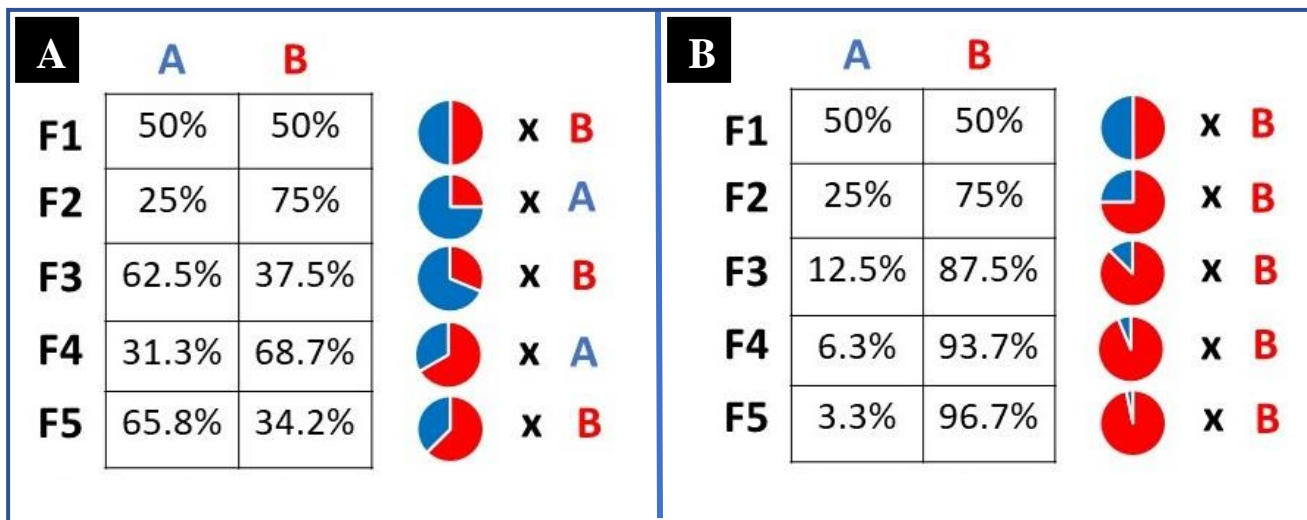 A
A B
F1 50% 50% x B
F2 25% 75% x A
F3 62.5% 37.5% x B
F4 31.3% 68.7% x A
F5 65.8% 34.2% x B
B
A B
F1 50% 50% x B
F2 25% 75% x B
F3 12.5% 87.5% x B
F4 6.3% 93.7% x B
F5 3.3% 96.7% x B